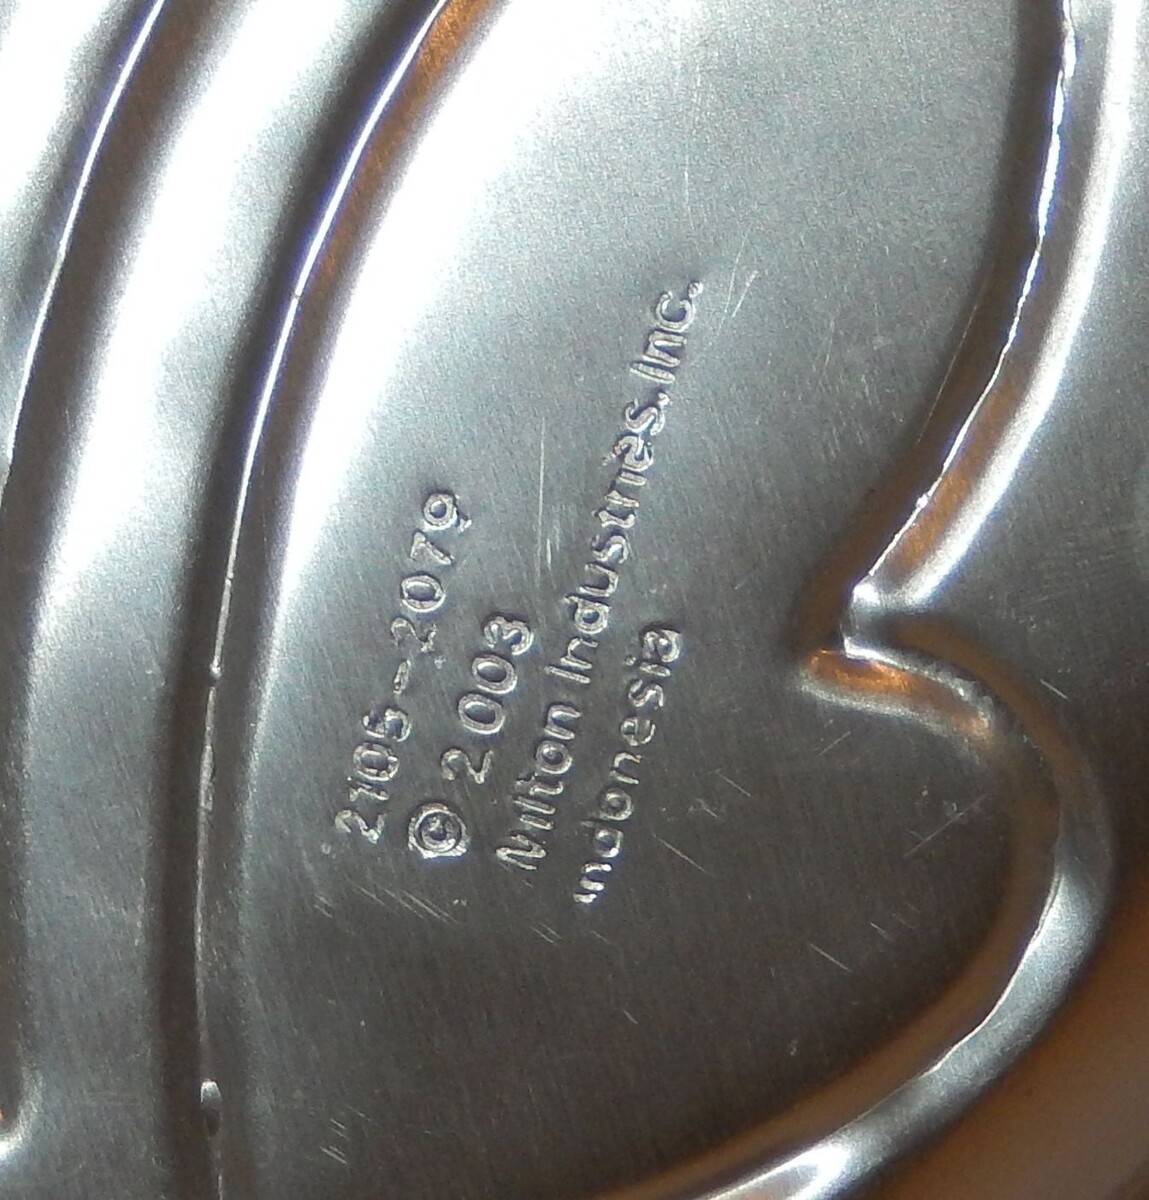 2105-2079
© 2003
Wilton Industries, Inc.
Indonesia